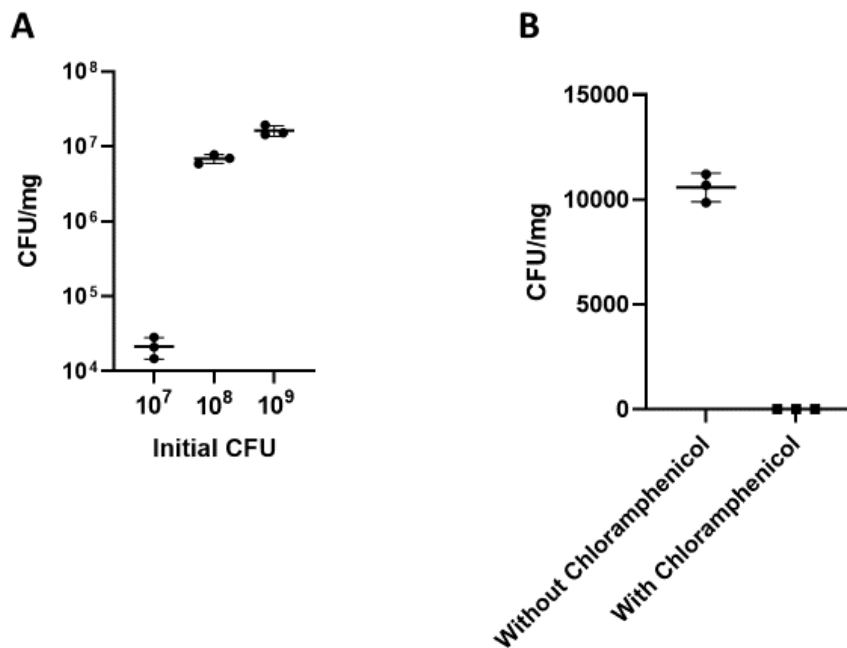 A
CFU/mg
10⁸
10⁷
10⁶
10⁵
10⁴
10⁷ 10⁸ 10⁹
Initial CFU
B
CFU/mg
15000
10000
5000
0
Without Chloramphenicol
With Chloramphenicol